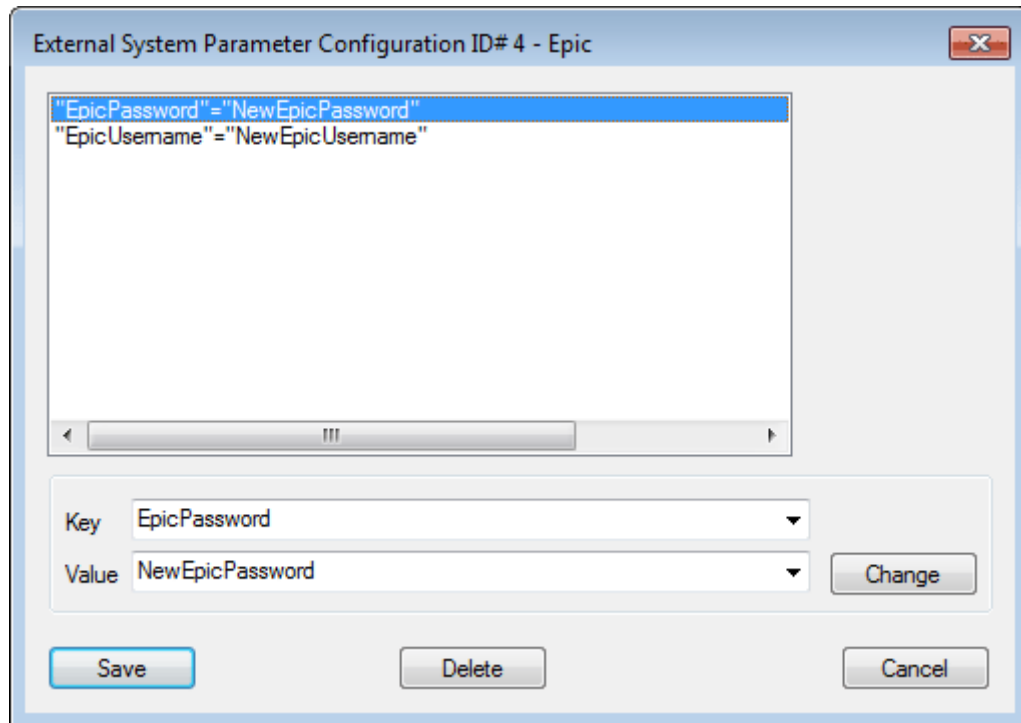 External System Parameter Configuration ID# 4 - Epic
"EpicPassword"="NewEpicPassword"
"EpicUsername"="NewEpicUsername"
Key EpicPassword
Value NewEpicPassword Change
Save Delete Cancel